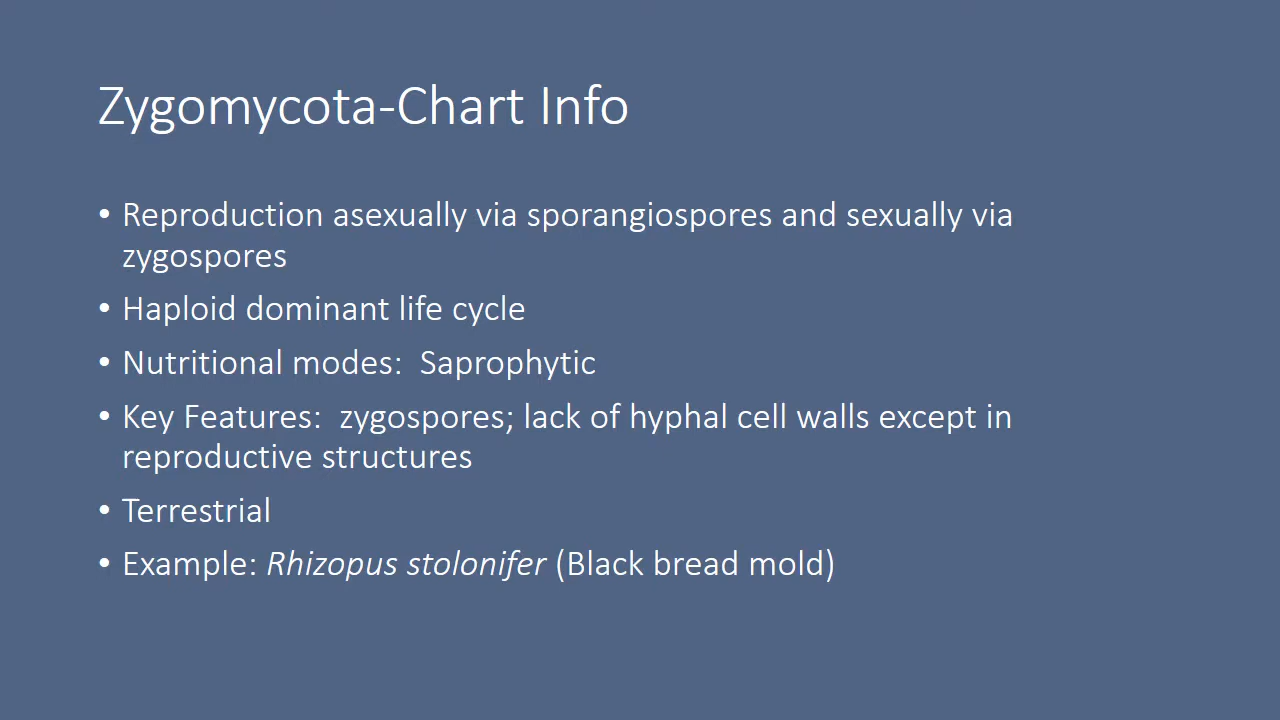 Zygomycota-Chart Info
• Reproduction asexually via sporangiospores and sexually via
zygospores
• Haploid dominant life cycle
• Nutritional modes:  Saprophytic
• Key Features:  zygospores; lack of hyphal cell walls except in
reproductive structures
• Terrestrial
• Example: Rhizopus stolonifer (Black bread mold)